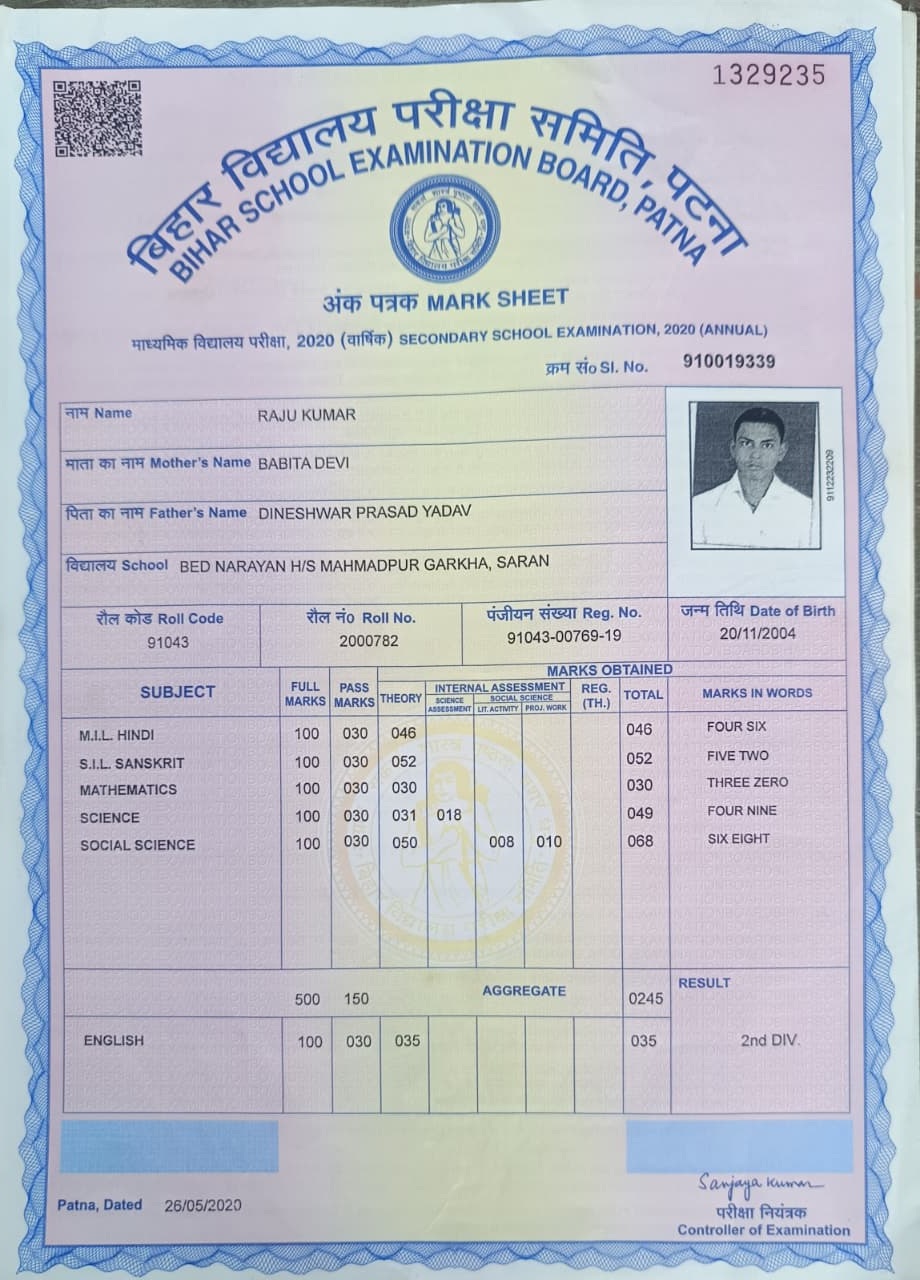 1329235
बिहार विद्यालय परीक्षा समिति, पटना
BIHAR SCHOOL EXAMINATION BOARD, PATNA
अंक पत्रक MARK SHEET
माध्यमिक विद्यालय परीक्षा, 2020 (वार्षिक) SECONDARY SCHOOL EXAMINATION, 2020 (ANNUAL)
क्रम सं० Sl. No. 910019339
नाम Name RAJU KUMAR
माता का नाम Mother's Name BABITA DEVI
पिता का नाम Father's Name DINESHWAR PRASAD YADAV
विद्यालय School BED NARAYAN H/S MAHMADPUR GARKHA, SARAN
9112232209
रौल कोड Roll Code रौल नं० Roll No. पंजीयन संख्या Reg. No. जन्म तिथि Date of Birth
91043 2000782 91043-00769-19 20/11/2004
MARKS OBTAINED
SUBJECT FULL MARKS PASS MARKS THEORY INTERNAL ASSESSMENT SCIENCE ASSESSMENT SOCIAL SCIENCE LIT. ACTIVITY PROJ. WORK REG. (TH.) TOTAL MARKS IN WORDS
M.I.L. HINDI 100 030 046 046 FOUR SIX
S.I.L. SANSKRIT 100 030 052 052 FIVE TWO
MATHEMATICS 100 030 030 030 THREE ZERO
SCIENCE 100 030 031 018 049 FOUR NINE
SOCIAL SCIENCE 100 030 050 008 010 068 SIX EIGHT
500 150 AGGREGATE 0245 RESULT
ENGLISH 100 030 035 035 2nd DIV.
Sanjaya Kumar
Patna, Dated 26/05/2020
परीक्षा नियंत्रक
Controller of Examination